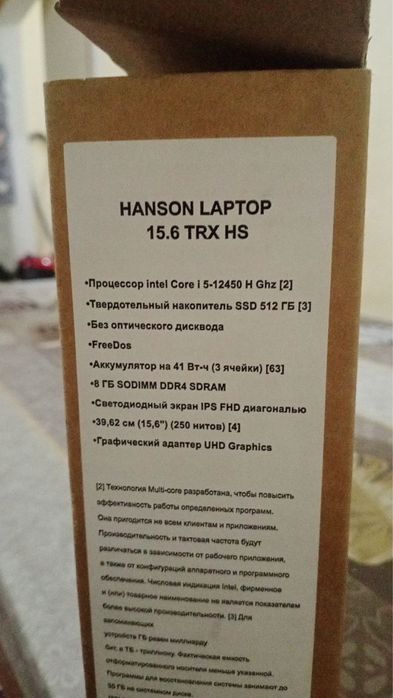 HANSON LAPTOP
15.6 TRX HS
•Процессор intel Core i 5-12450 H Ghz [2]
•Твердотельный накопитель SSD 512 ГБ [3]
•Без оптического дисквода
•FreeDos
•Аккумулятор на 41 Вт-ч (3 ячейки) [63]
•8 ГБ SODIMM DDR4 SDRAM
•Светодиодный экран IPS FHD диагональю
•39,62 см (15,6") (250 нитов) [4]
•Графический адаптер UHD Graphics
[2] Технология Multi-core разработана, чтобы повысить
эффективность работы определенных программ.
Она пригодится не всем клиентам и приложениям.
Производительность и тактовая частота будут
различаться в зависимости от рабочего приложения,
а также от конфигураций аппаратного и программного
обеспечения. Числовая индикация Intel, фирменное
и (или) товарное наименование не является показателем
более высокой производительности. [3] Для
запоминающих
устройств ГБ равен миллиарду
бит, а ТБ - триллиону. Фактическая емкость
отформатированного носителя меньше указанной.
Программы для восстановления системы занимают до